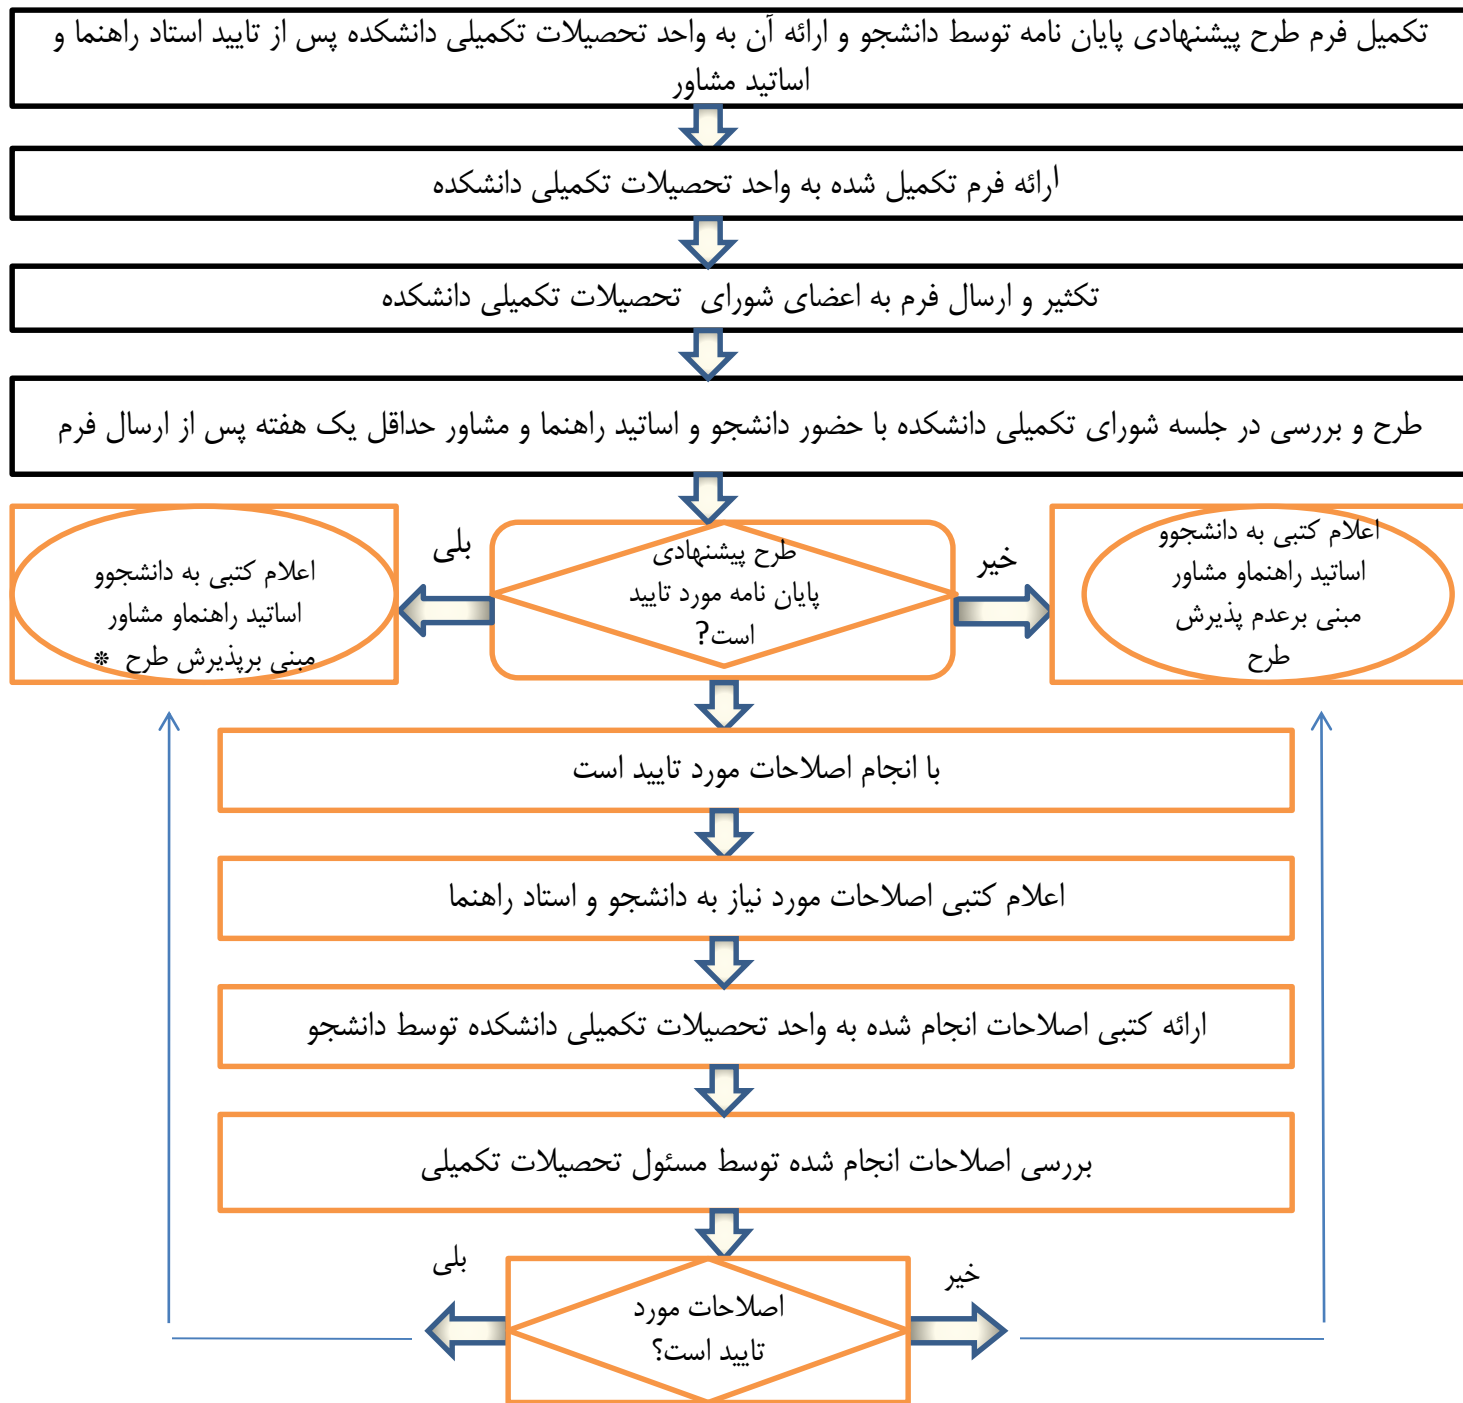 تکمیل فرم طرح پیشنهادی پایان نامه توسط دانشجو و ارائه آن به واحد تحصیلات تکمیلی دانشکده پس از تایید استاد راهنما و
اساتید مشاور
ارائه فرم تکمیل شده به واحد تحصیلات تکمیلی دانشکده
تکثیر و ارسال فرم به اعضای شورای تحصیلات تکمیلی دانشکده
طرح و بررسی در جلسه شورای تکمیلی دانشکده با حضور دانشجو و اساتید راهنما و مشاور حداقل یک هفته پس از ارسال فرم
اعلام کتبی به دانشجوو
اساتید راهنماو مشاور
مبنی برعدم پذیرش
طرح
خیر
طرح پیشنهادی
پایان نامه مورد تایید
است?
بلی
اعلام کتبی به دانشجوو
اساتید راهنماو مشاور
مبنی برپذیرش طرح *
با انجام اصلاحات مورد تایید است
اعلام کتبی اصلاحات مورد نیاز به دانشجو و استاد راهنما
ارائه کتبی اصلاحات انجام شده به واحد تحصیلات تکمیلی دانشکده توسط دانشجو
بررسی اصلاحات انجام شده توسط مسئول تحصیلات تکمیلی
خیر
اصلاحات مورد
تایید است؟
بلی